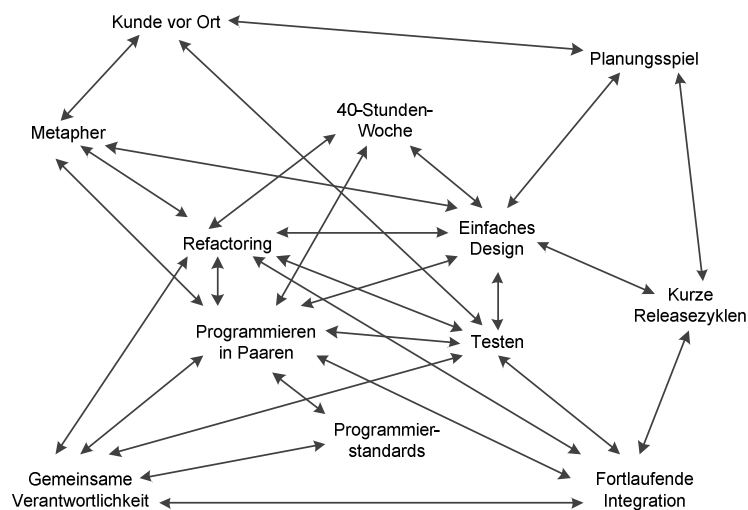 Kunde vor Ort
Planungsspiel
40-Stunden-
Woche
Metapher
Einfaches
Design
Refactoring
Kurze
Releasezyklen
Programmieren
in Paaren
Testen
Programmier-
standards
Gemeinsame
Verantwortlichkeit
Fortlaufende
Integration